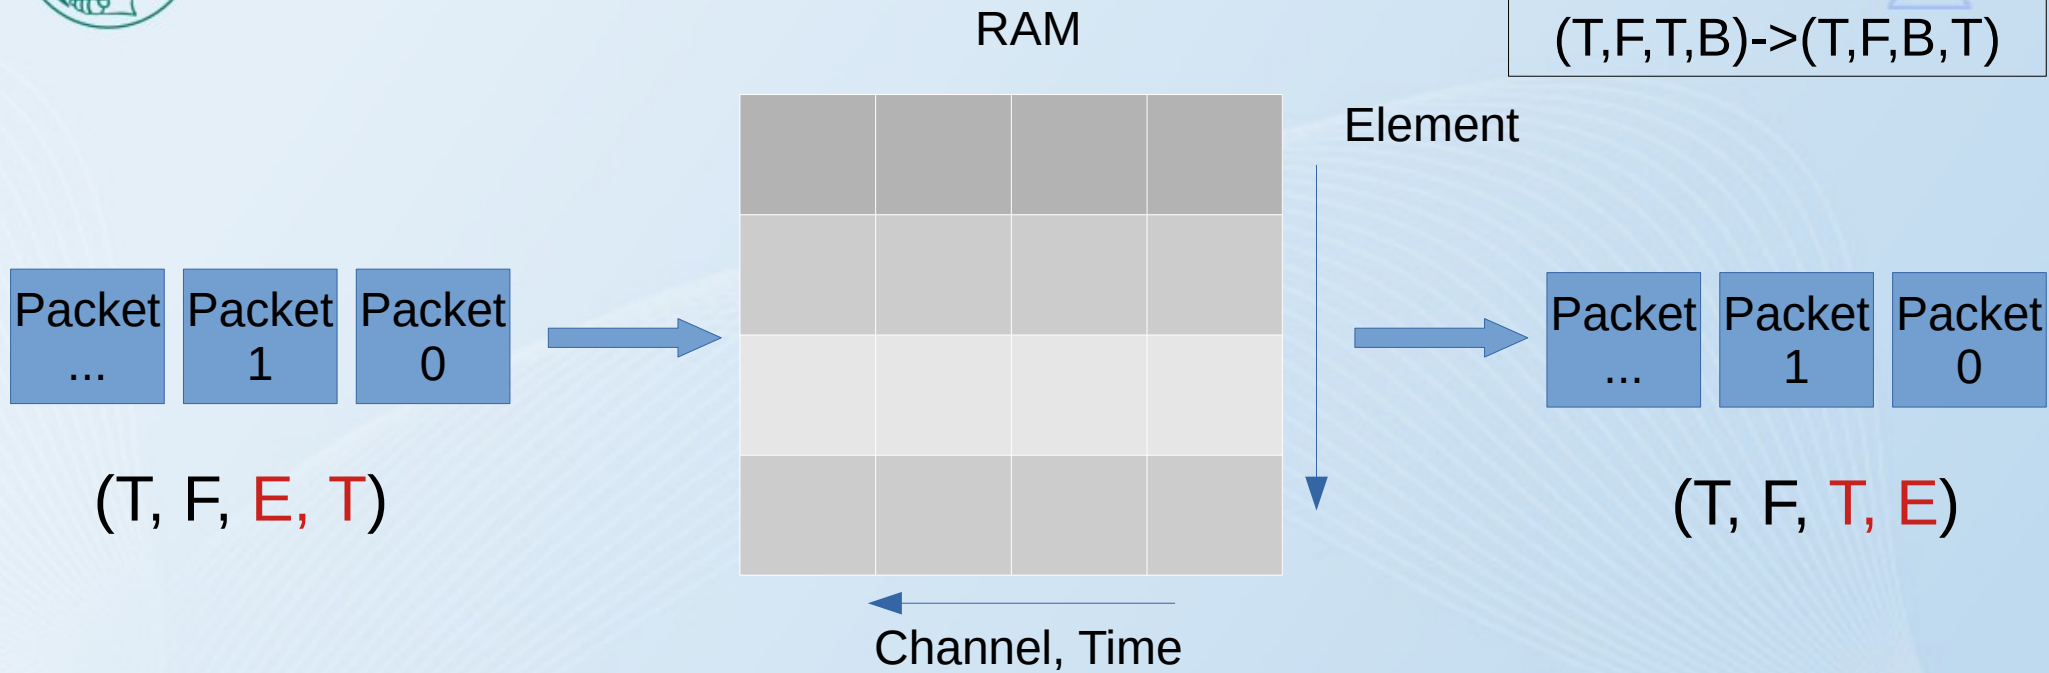 RAM
(T,F,T,B)->(T,F,B,T)
Element
Packet
...
Packet
1
Packet
0
Packet
...
Packet
1
Packet
0
(T, F, E, T)
(T, F, T, E)
Channel, Time